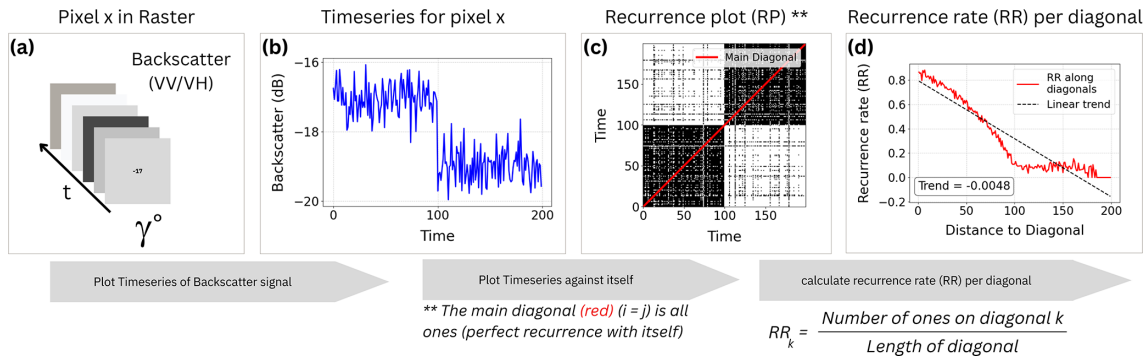 Pixel x in Raster
Timeseries for pixel x
Recurrence plot (RP) **
Recurrence rate (RR) per diagonal
(a)
Backscatter
(VV/VH)
-17
t
γ°
(b)
Backscatter (dB)
−16
−18
−20
0
100
200
Time
(c)
Main Diagonal
Time
150
100
50
0
0
50
100
150
Time
(d)
Recurrence rate (RR)
0.8
0.6
0.4
0.2
0.0
−0.2
RR along
diagonals
Linear trend
Trend = -0.0048
0
50
100
150
200
Distance to Diagonal
Plot Timeseries of Backscatter signal
Plot Timeseries against itself
calculate recurrence rate (RR) per diagonal
** The main diagonal (red) (i = j) is all
ones (perfect recurrence with itself)
RR_k = Number of ones on diagonal k
Length of diagonal